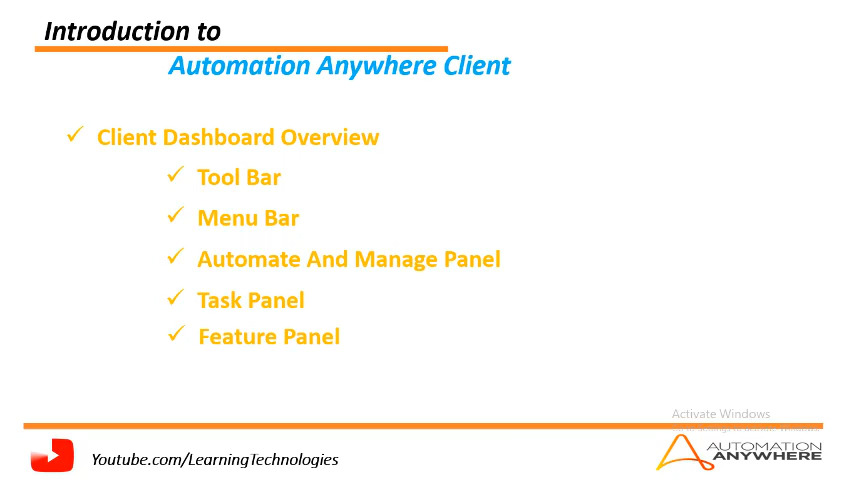 Introduction to
Automation Anywhere Client
Client Dashboard Overview
Tool Bar
Menu Bar
Automate And Manage Panel
Task Panel
Feature Panel
Activate Windows
Youtube.com/LearningTechnologies
AUTOMATION
ANYWHERE